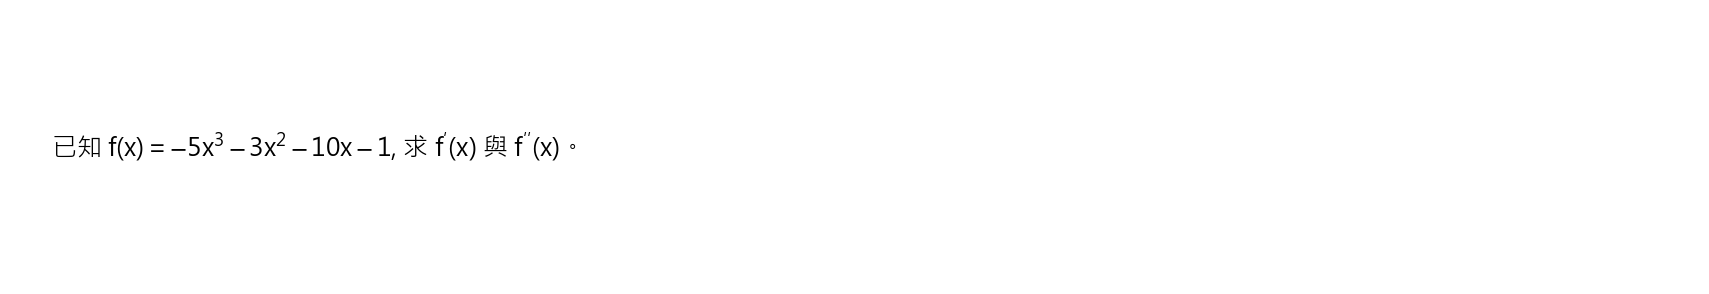 已知 f(x) = –5x³ – 3x² – 10x – 1, 求 f′(x) 與 f′′(x)。